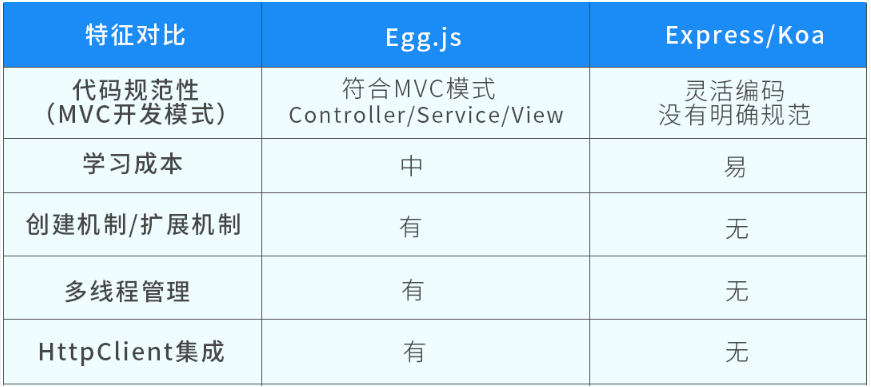 特征对比
Egg.js
Express/Koa
代码规范性
（MVC开发模式）
符合MVC模式
Controller/Service/View
灵活编码
没有明确规范
学习成本
中
易
创建机制/扩展机制
有
无
多线程管理
有
无
HttpClient集成
有
无